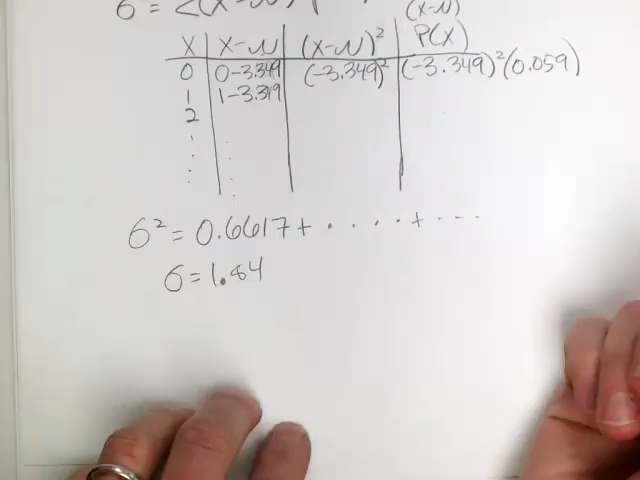 σ = Σ(X-μ)
(X-μ)
X X-μ (X-μ)² P(X)
0 0-3.349 (-3.349)² (-3.349)²(0.059)
1 1-3.349
2
σ² = 0.6617+ · · · · + - - -
σ = 1.84